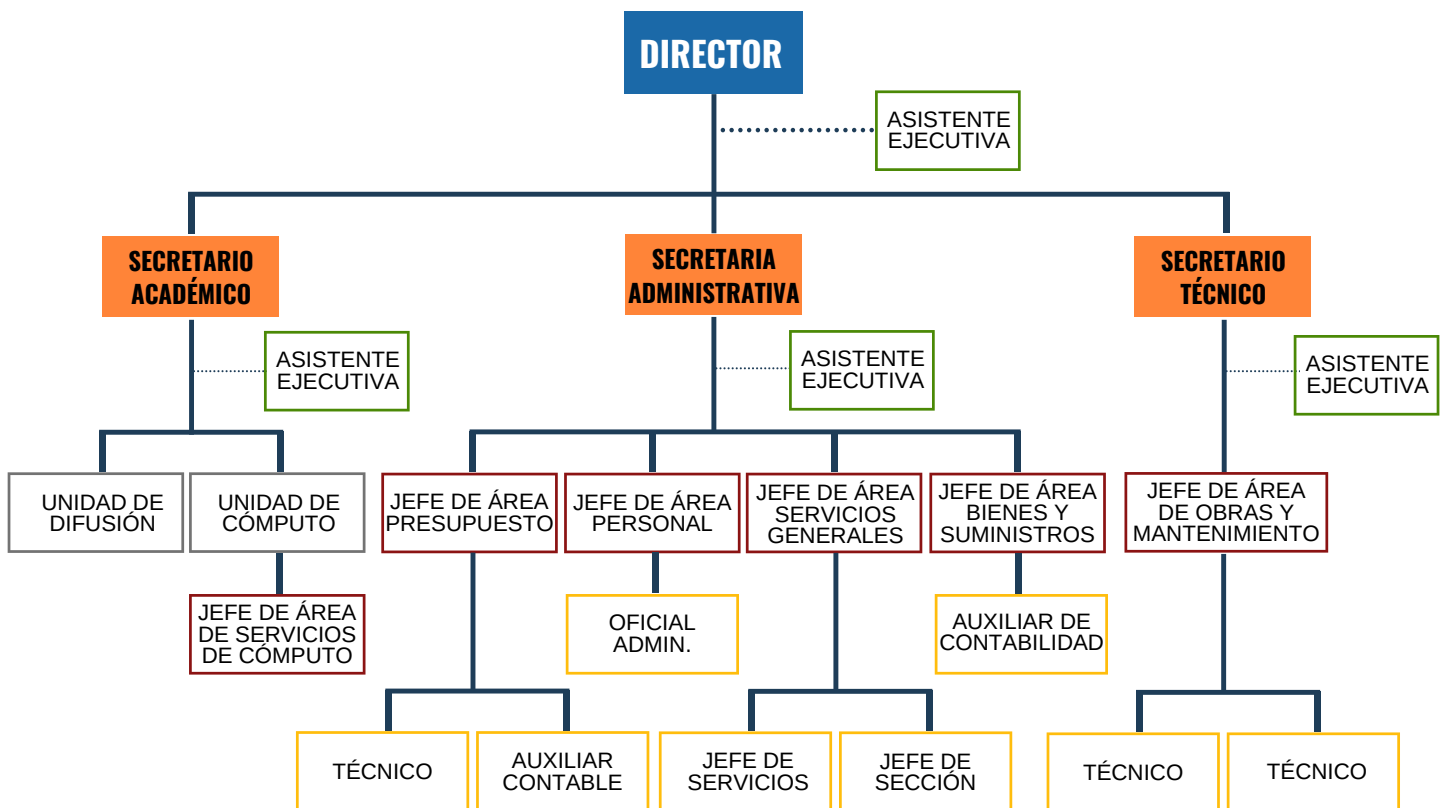 DIRECTOR
ASISTENTE
EJECUTIVA
SECRETARIO
ACADÉMICO
SECRETARIA
ADMINISTRATIVA
SECRETARIO
TÉCNICO
ASISTENTE
EJECUTIVA
ASISTENTE
EJECUTIVA
ASISTENTE
EJECUTIVA
UNIDAD DE
DIFUSIÓN
UNIDAD DE
CÓMPUTO
JEFE DE ÁREA
PRESUPUESTO
JEFE DE ÁREA
PERSONAL
JEFE DE ÁREA
SERVICIOS
GENERALES
JEFE DE ÁREA
BIENES Y
SUMINISTROS
JEFE DE ÁREA
DE OBRAS Y
MANTENIMIENTO
JEFE DE ÁREA
DE SERVICIOS
DE CÓMPUTO
OFICIAL
ADMIN.
AUXILIAR DE
CONTABILIDAD
TÉCNICO
AUXILIAR
CONTABLE
JEFE DE
SERVICIOS
JEFE DE
SECCIÓN
TÉCNICO
TÉCNICO